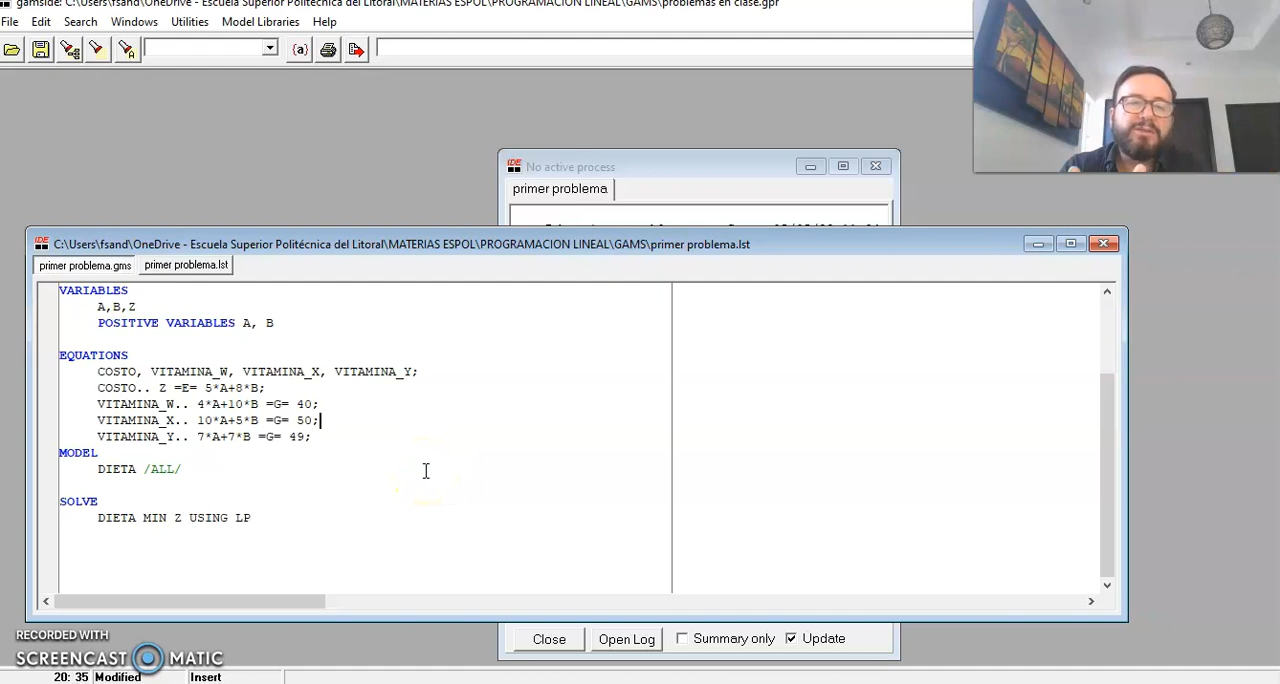 gamside: C:\Users\fsand\OneDrive - Escuela Superior Politécnica del Litoral\MATERIAS ESPOL\PROGRAMACION LINEAL\GAMS\problemas en clase.gpr
File Edit Search Windows Utilities Model Libraries Help
{a}
IDE No active process
primer problema
IDE C:\Users\fsand\OneDrive - Escuela Superior Politécnica del Litoral\MATERIAS ESPOL\PROGRAMACION LINEAL\GAMS\primer problema.lst
primer problema.gms primer problema.lst
VARIABLES
A,B,Z
POSITIVE VARIABLES A, B
EQUATIONS
COSTO, VITAMINA_W, VITAMINA_X, VITAMINA_Y;
COSTO.. Z =E= 5*A+8*B;
VITAMINA_W.. 4*A+10*B =G= 40;
VITAMINA_X.. 10*A+5*B =G= 50;
VITAMINA_Y.. 7*A+7*B =G= 49;
MODEL
DIETA /ALL/
SOLVE
DIETA MIN Z USING LP
Close Open Log Summary only Update
RECORDED WITH
SCREENCAST MATIC
20: 35 Modified Insert